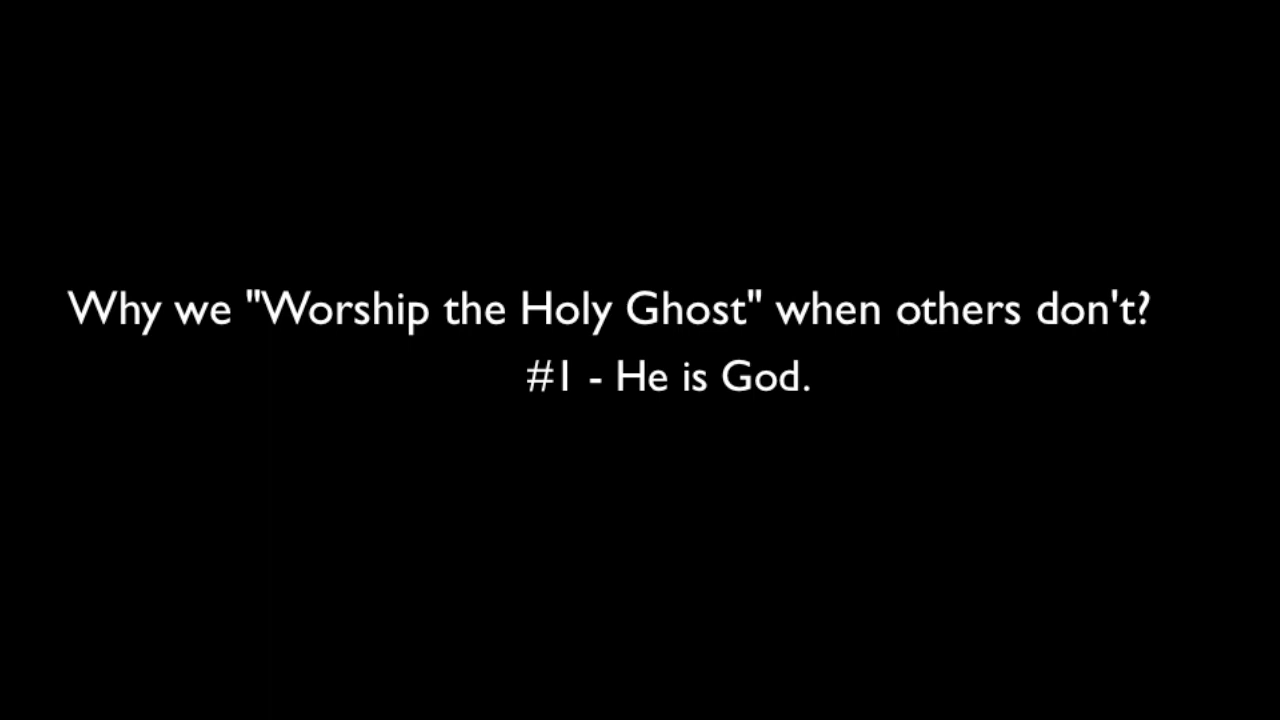 Why we "Worship the Holy Ghost" when others don't?
#1 - He is God.